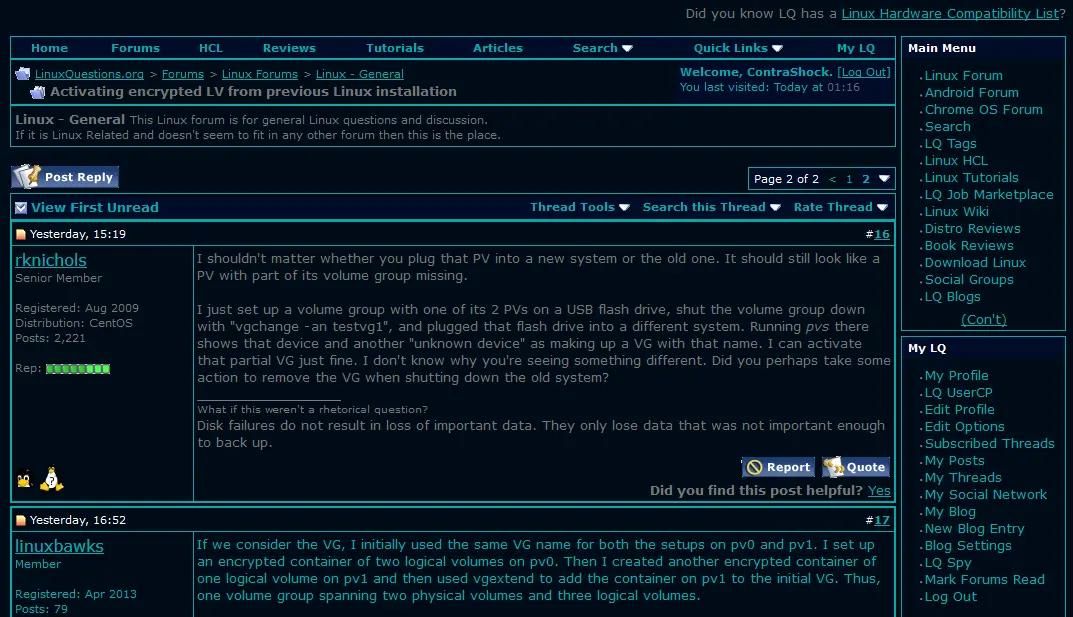 Did you know LQ has a Linux Hardware Compatibility List?
Home Forums HCL Reviews Tutorials Articles Search Quick Links My LQ
LinuxQuestions.org > Forums > Linux Forums > Linux - General
Activating encrypted LV from previous Linux installation
Welcome, ContraShock. [Log Out]
You last visited: Today at 01:16
Linux - General This Linux forum is for general Linux questions and discussion.
If it is Linux Related and doesn't seem to fit in any other forum then this is the place.
Post Reply
Page 2 of 2 < 1 2
View First Unread Thread Tools Search this Thread Rate Thread
Yesterday, 15:19 #16
rknichols
Senior Member
Registered: Aug 2009
Distribution: CentOS
Posts: 2,221
Rep:
I shouldn't matter whether you plug that PV into a new system or the old one. It should still look like a
PV with part of its volume group missing.
I just set up a volume group with one of its 2 PVs on a USB flash drive, shut the volume group down
with "vgchange -an testvg1", and plugged that flash drive into a different system. Running pvs there
shows that device and another "unknown device" as making up a VG with that name. I can activate
that partial VG just fine. I don't know why you're seeing something different. Did you perhaps take some
action to remove the VG when shutting down the old system?
What if this weren't a rhetorical question?
Disk failures do not result in loss of important data. They only lose data that was not important enough
to back up.
Report Quote
Did you find this post helpful? Yes
Yesterday, 16:52 #17
linuxbawks
Member
Registered: Apr 2013
Posts: 79
If we consider the VG, I initially used the same VG name for both the setups on pv0 and pv1. I set up
an encrypted container of two logical volumes on pv0. Then I created another encrypted container of
one logical volume on pv1 and then used vgextend to add the container on pv1 to the initial VG. Thus,
one volume group spanning two physical volumes and three logical volumes.
Main Menu
Linux Forum
Android Forum
Chrome OS Forum
Search
LQ Tags
Linux HCL
Linux Tutorials
LQ Job Marketplace
Linux Wiki
Distro Reviews
Book Reviews
Download Linux
Social Groups
LQ Blogs
(Con't)
My LQ
My Profile
LQ UserCP
Edit Profile
Edit Options
Subscribed Threads
My Posts
My Threads
My Social Network
My Blog
New Blog Entry
Blog Settings
LQ Spy
Mark Forums Read
Log Out